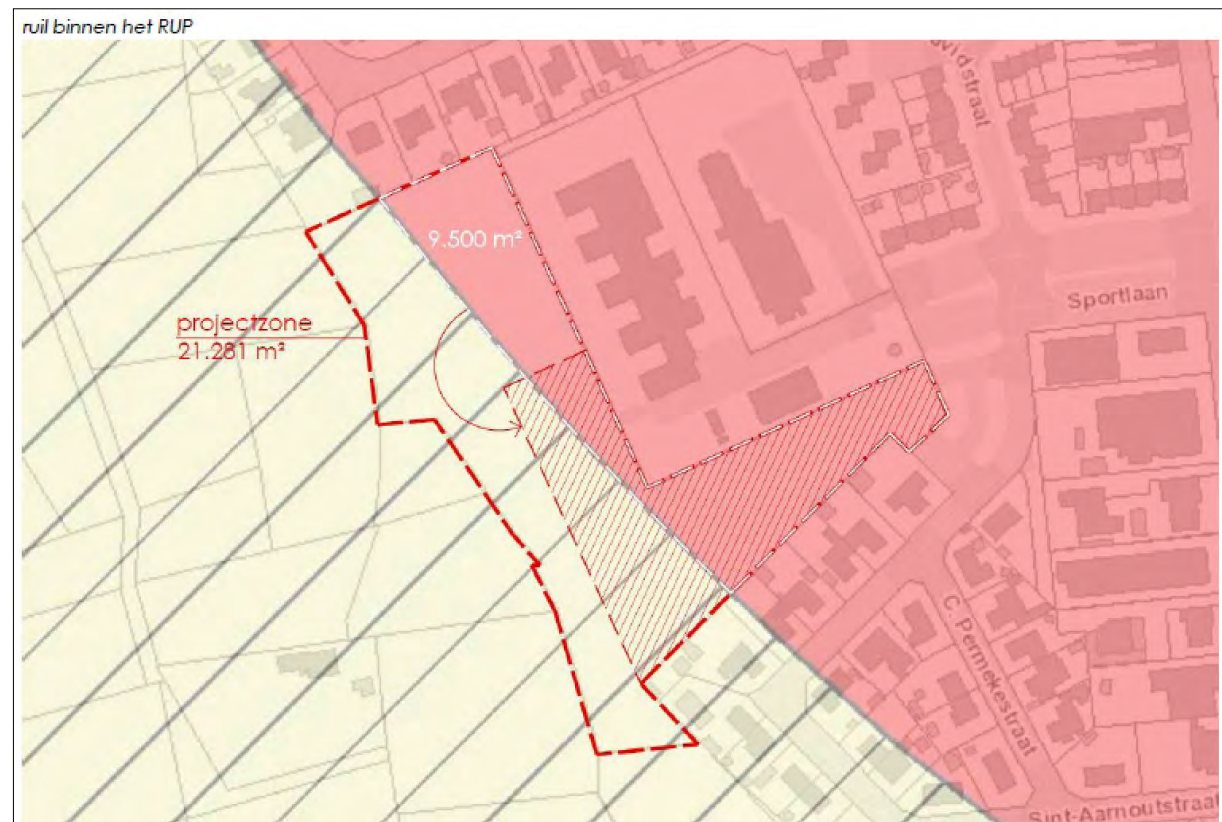 ruil binnen het RUP
9.500 m²
projectzone
21.281 m²
Sportlaan
C. Permekestraat
Sint-Aarnoutstraat